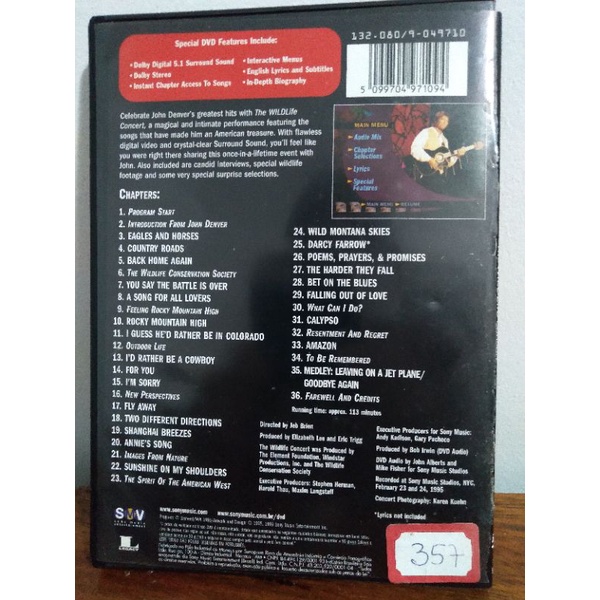 Special DVD Features Include:
•Dolby Digital 5.1 Surround Sound
•Dolby Stereo
•Instant Chapter Access To Songs
•Interactive Menus
•English Lyrics and Subtitles
•In-Depth Biography
132.080/9-049710
5 099704 971094
Celebrate John Denver's greatest hits with The WILDLife
Concert, a magical and intimate performance featuring the
songs that have made him an American treasure. With flawless
digital video and crystal-clear Surround Sound, you'll feel like
you were right there sharing this once-in-a-lifetime event with
John. Also included are candid interviews, special wildlife
footage and some very special surprise selections.
MAIN MENU
Audio Mix
Chapter
Selections
Lyrics
Special
Features
MAIN MENU
RESUME
CHAPTERS:
1. PROGRAM START
2. INTRODUCTION FROM JOHN DENVER
3. EAGLES AND HORSES
4. COUNTRY ROADS
5. BACK HOME AGAIN
6. THE WILDLIFE CONSERVATION SOCIETY
7. YOU SAY THE BATTLE IS OVER
8. A SONG FOR ALL LOVERS
9. FEELING ROCKY MOUNTAIN HIGH
10. ROCKY MOUNTAIN HIGH
11. I GUESS HE'D RATHER BE IN COLORADO
12. OUTDOOR LIFE
13. I'D RATHER BE A COWBOY
14. FOR YOU
15. I'M SORRY
16. NEW PERSPECTIVES
17. FLY AWAY
18. TWO DIFFERENT DIRECTIONS
19. SHANGHAI BREEZES
20. ANNIE'S SONG
21. IMAGES FROM NATURE
22. SUNSHINE ON MY SHOULDERS
23. THE SPIRIT OF THE AMERICAN WEST
24. WILD MONTANA SKIES
25. DARCY FARROW*
26. POEMS, PRAYERS, & PROMISES
27. THE HARDER THEY FALL
28. BET ON THE BLUES
29. FALLING OUT OF LOVE
30. WHAT CAN I DO?
31. CALYPSO
32. RESENTMENT AND REGRET
33. AMAZON
34. TO BE REMEMBERED
35. MEDLEY: LEAVING ON A JET PLANE/
GOODBYE AGAIN
36. FAREWELL AND CREDITS
Running time: approx. 113 minutes
Directed by Jeb Brien
Produced by Elizabeth Lee and Eric Trigg
The Wildlife Concert was Produced by
The Element Foundation, Windstar
Productions, Inc. and The Wildlife
Conservation Society
Executive Producers: Stephen Herman,
Harold Thau, Maxim Langstaff
Executive Producers for Sony Music:
Andy Kadison, Gary Pacheco
Produced by Bob Irwin (DVD Audio)
DVD Audio by John Alberts and
Mike Fisher for Sony Music Studios
Recorded at Sony Music Studios, NYC,
February 23 and 24, 1995
Concert Photography: Karen Kuehn
*Lyrics not included
SMV
www.sonymusic.com
www.sonymusic.com.br/dvd
LEGACY
357